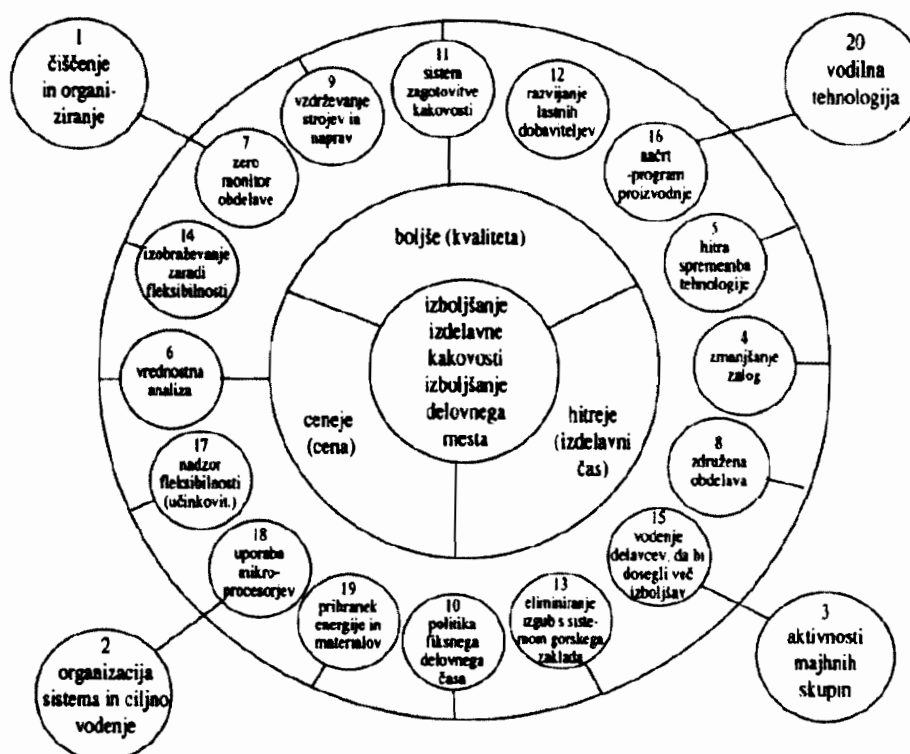 1
čiščenje
in organi-
ziranje
20
vodilna
tehnologija
11
sistem
zagotovitve
kakovosti
9
vzdrževanje
strojev in
naprav
12
razvijanje
lastnih
dobaviteljev
7
zero
monitor
obdelave
16
načrt
-program
proizvodnje
14
izobraževanje
zaradi
fleksibilnosti
5
hitra
sprememba
tehnologije
boljše (kvaliteta)
izboljšanje
izdelavne
kakovosti
izboljšanje
delovnega
mesta
6
vrednostna
analiza
4
zmanjšanje
zalog
ceneje
(cena)
hitreje
(izdelavni
čas)
17
nadzor
fleksibilnosti
(učinkovit.)
8
združena
obdelava
18
uporaba
mikro-
procesorjev
15
vodenje
delavcev, da bi
dosegli več
izboljšav
19
prihranek
energije in
materialov
10
politika
fiksnega
delovnega
časa
13
eliminiranje
izgub s siste-
mom gorskega
zaklada
2
organizacija
sistema in ciljno
vodenje
3
aktivnosti
majhnih
skupin